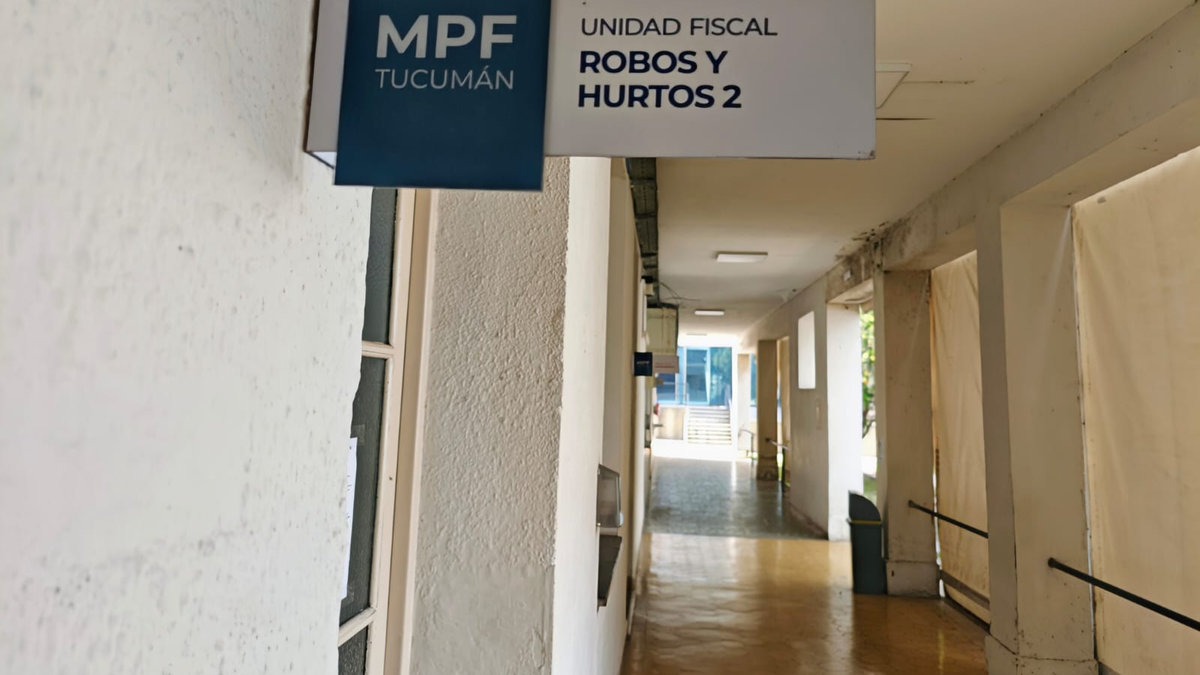 MPF
TUCUMÁN
UNIDAD FISCAL
ROBOS Y
HURTOS 2